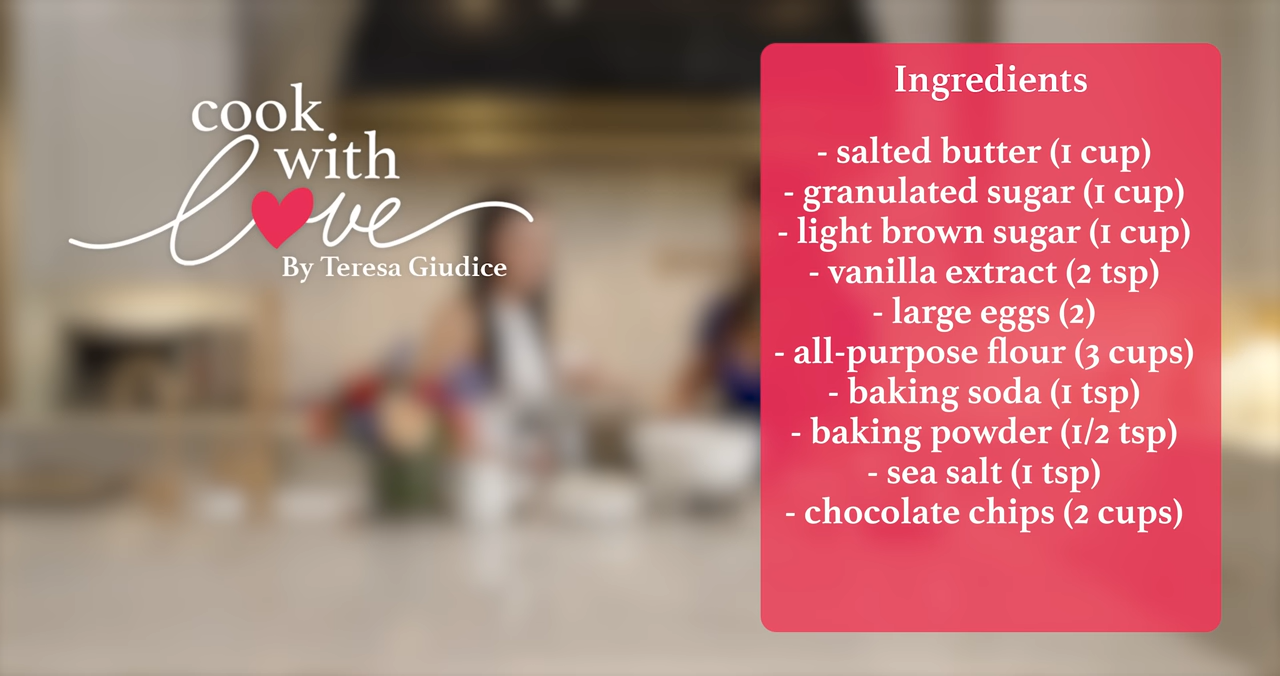 cook
with
love
By Teresa Giudice
Ingredients
- salted butter (1 cup)
- granulated sugar (1 cup)
- light brown sugar (1 cup)
- vanilla extract (2 tsp)
- large eggs (2)
- all-purpose flour (3 cups)
- baking soda (1 tsp)
- baking powder (1/2 tsp)
- sea salt (1 tsp)
- chocolate chips (2 cups)